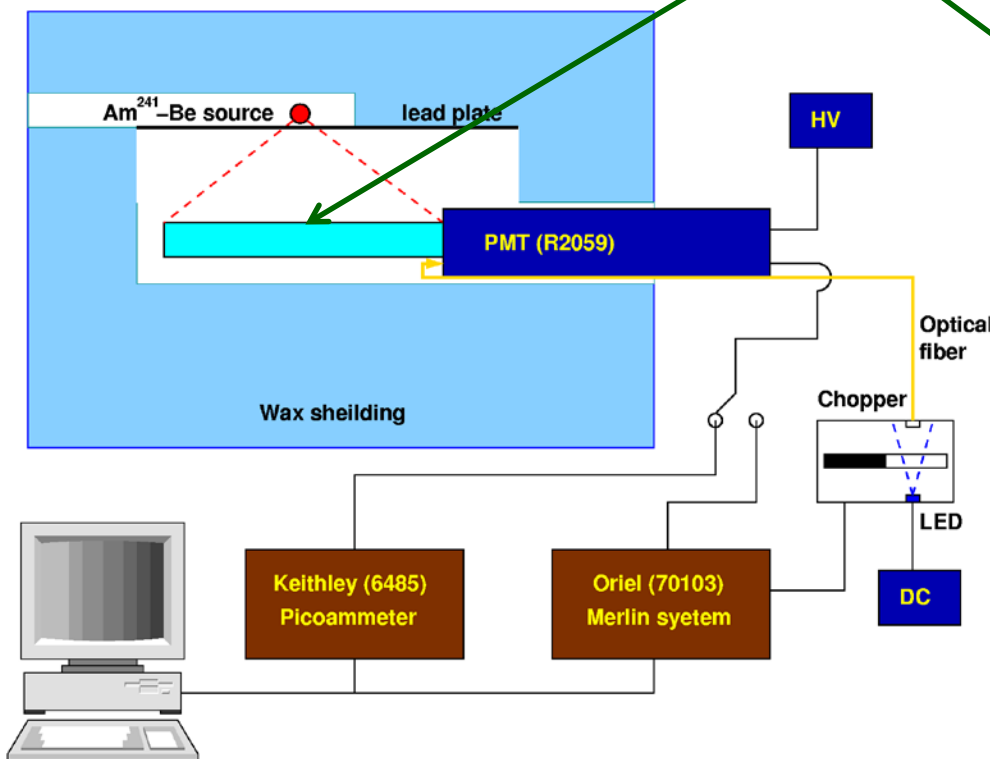 Am241–Be source
lead plate
HV
PMT (R2059)
Optical
fiber
Chopper
Wax sheilding
LED
Keithley (6485)
Picoammeter
Oriel (70103)
Merlin syetem
DC